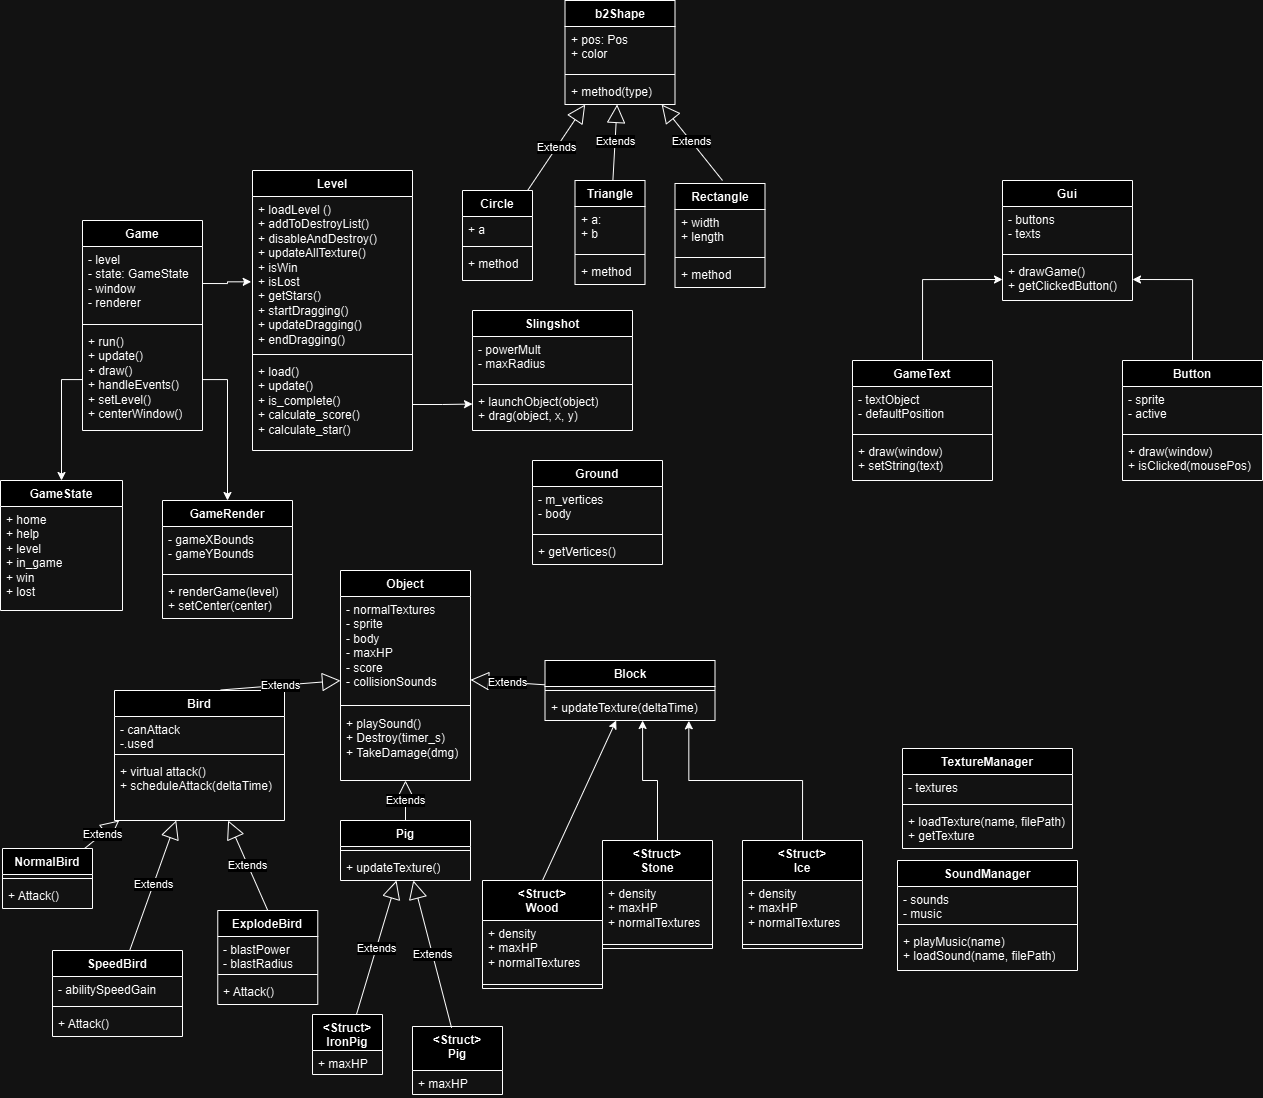 b2Shape
+ pos: Pos
+ color
+ method(type)
Extends
Extends
Extends
Circle
+ a
+ method
Triangle
+ a:
+ b
+ method
Rectangle
+ width
+ length
+ method
Level
+ loadLevel ()
+ addToDestroyList()
+ disableAndDestroy()
+ updateAllTexture()
+ isWin
+ isLost
+ getStars()
+ startDragging()
+ updateDragging()
+ endDragging()
+ load()
+ update()
+ is_complete()
+ calculate_score()
+ calculate_star()
Game
- level
- state: GameState
- window
- renderer
+ run()
+ update()
+ draw()
+ handleEvents()
+ setLevel()
+ centerWindow()
Gui
- buttons
- texts
+ drawGame()
+ getClickedButton()
Slingshot
- powerMult
- maxRadius
+ launchObject(object)
+ drag(object, x, y)
GameText
- textObject
- defaultPosition
+ draw(window)
+ setString(text)
Button
- sprite
- active
+ draw(window)
+ isClicked(mousePos)
Ground
- m_vertices
- body
+ getVertices()
GameState
+ home
+ help
+ level
+ in_game
+ win
+ lost
GameRender
- gameXBounds
- gameYBounds
+ renderGame(level)
+ setCenter(center)
Object
- normalTextures
- sprite
- body
- maxHP
- score
- collisionSounds
+ playSound()
+ Destroy(timer_s)
+ TakeDamage(dmg)
Extends
Extends
Extends
Bird
- canAttack
-.used
+ virtual attack()
+ scheduleAttack(deltaTime)
Block
+ updateTexture(deltaTime)
Pig
+ updateTexture()
Extends
Extends
Extends
NormalBird
+ Attack()
SpeedBird
- abilitySpeedGain
+ Attack()
ExplodeBird
- blastPower
- blastRadius
+ Attack()
Extends
Extends
<Struct>
IronPig
+ maxHP
<Struct>
Pig
+ maxHP
<Struct>
Wood
+ density
+ maxHP
+ normalTextures
<Struct>
Stone
+ density
+ maxHP
+ normalTextures
<Struct>
Ice
+ density
+ maxHP
+ normalTextures
TextureManager
- textures
+ loadTexture(name, filePath)
+ getTexture
SoundManager
- sounds
- music
+ playMusic(name)
+ loadSound(name, filePath)